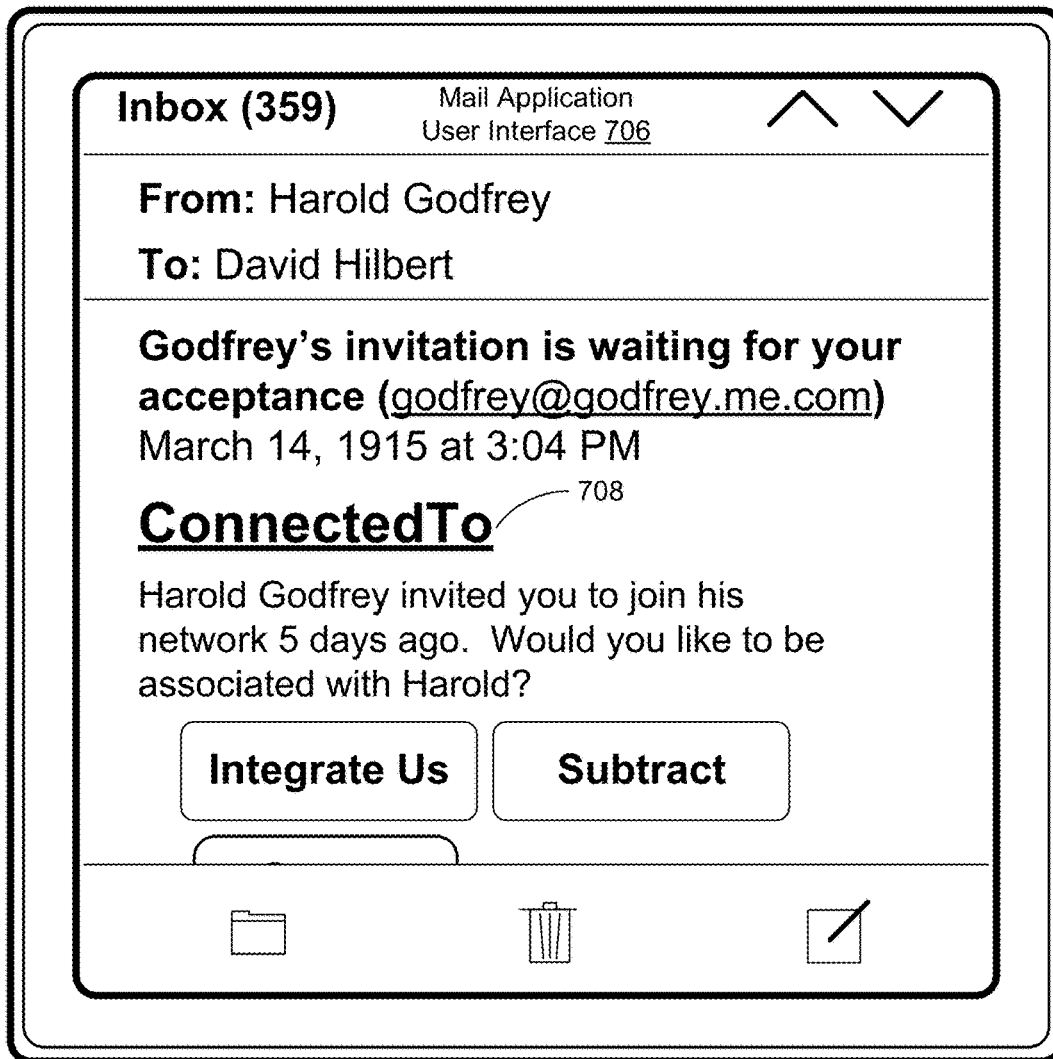 Inbox (359)
Mail Application
User Interface 706
From: Harold Godfrey
To: David Hilbert
Godfrey's invitation is waiting for your
acceptance (godfrey@godfrey.me.com)
March 14, 1915 at 3:04 PM
708
ConnectedTo
Harold Godfrey invited you to join his
network 5 days ago.  Would you like to be
associated with Harold?
Integrate Us
Subtract